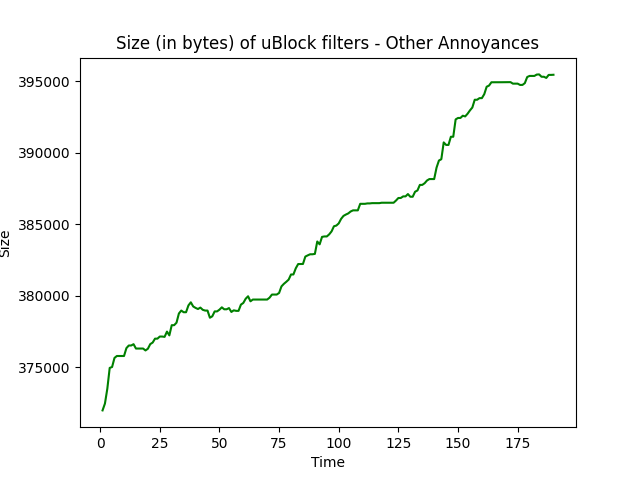 Size (in bytes) of uBlock filters - Other Annoyances
395000
390000
385000
380000
375000
Size
0 25 50 75 100 125 150 175
Time